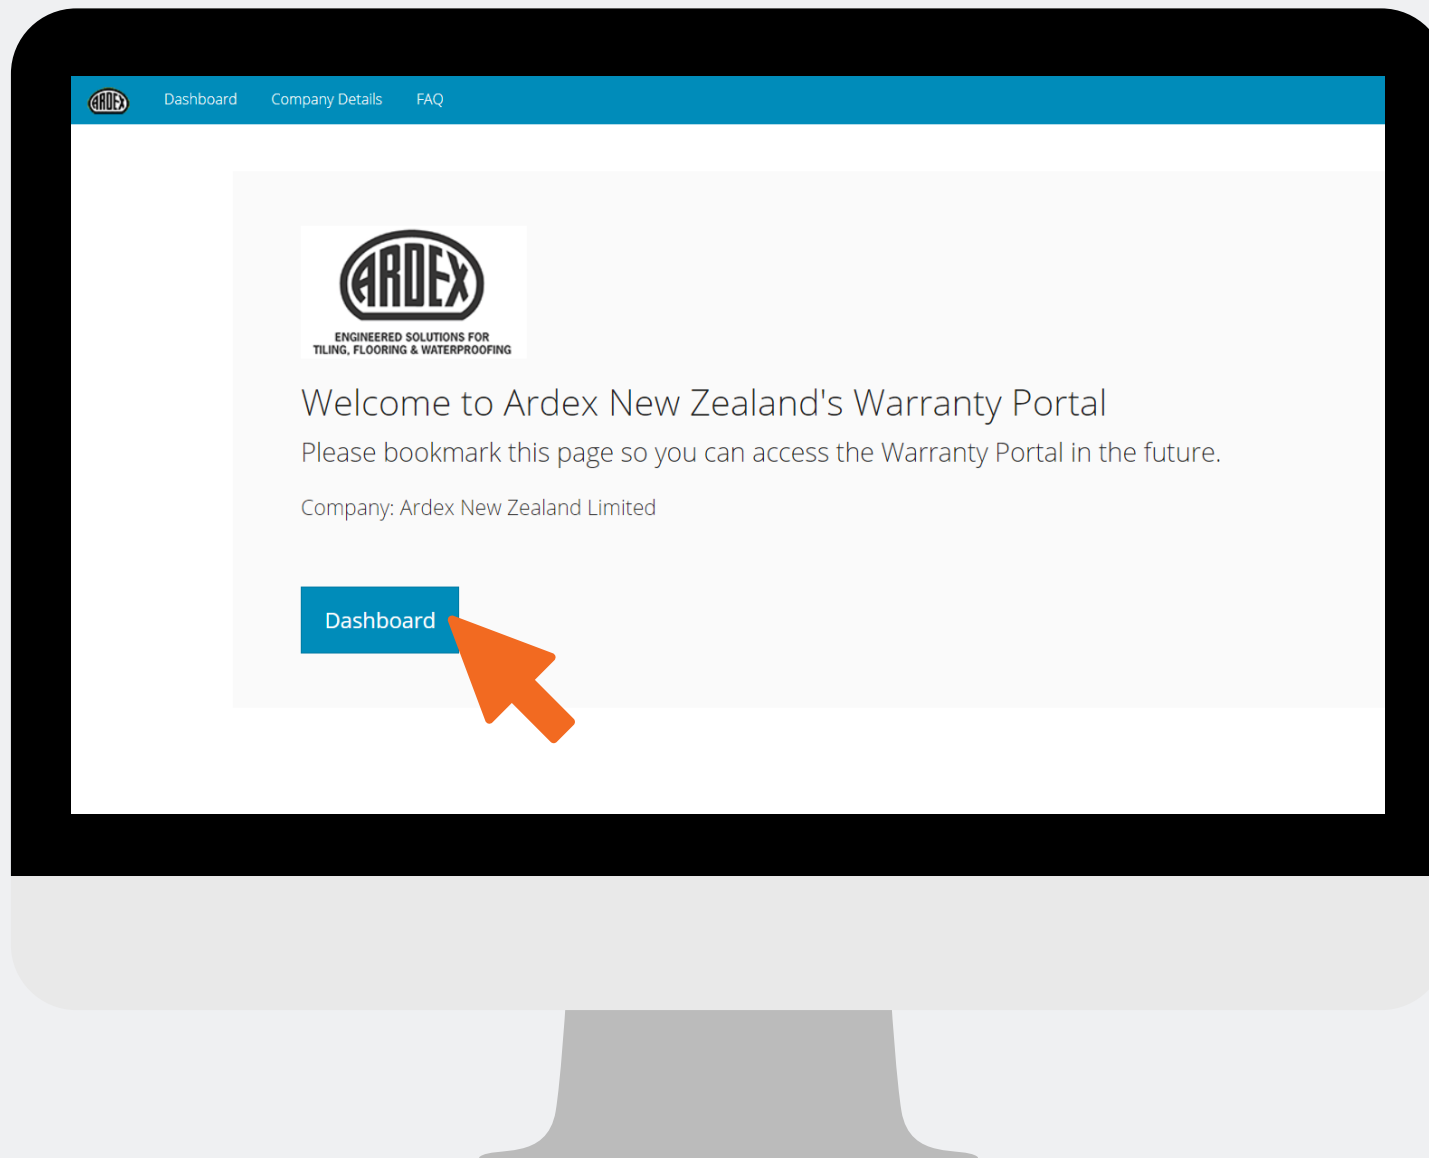 ARDEX
Dashboard Company Details FAQ
ARDEX
ENGINEERED SOLUTIONS FOR
TILING, FLOORING & WATERPROOFING
Welcome to Ardex New Zealand's Warranty Portal
Please bookmark this page so you can access the Warranty Portal in the future.
Company: Ardex New Zealand Limited
Dashboard